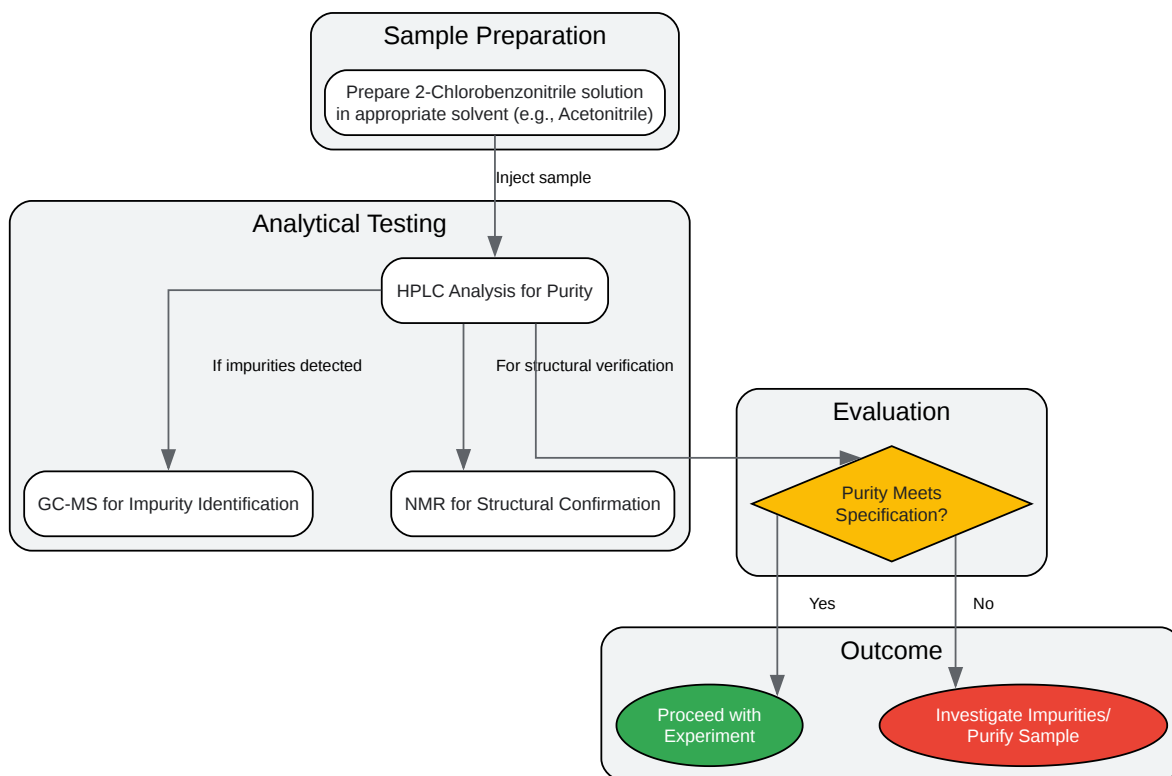 Sample Preparation
Prepare 2-Chlorobenzonitrile solution
in appropriate solvent (e.g., Acetonitrile)
Inject sample
Analytical Testing
HPLC Analysis for Purity
If impurities detected
For structural verification
GC-MS for Impurity Identification
NMR for Structural Confirmation
Evaluation
Purity Meets
Specification?
Yes
No
Outcome
Proceed with
Experiment
Investigate Impurities/
Purify Sample